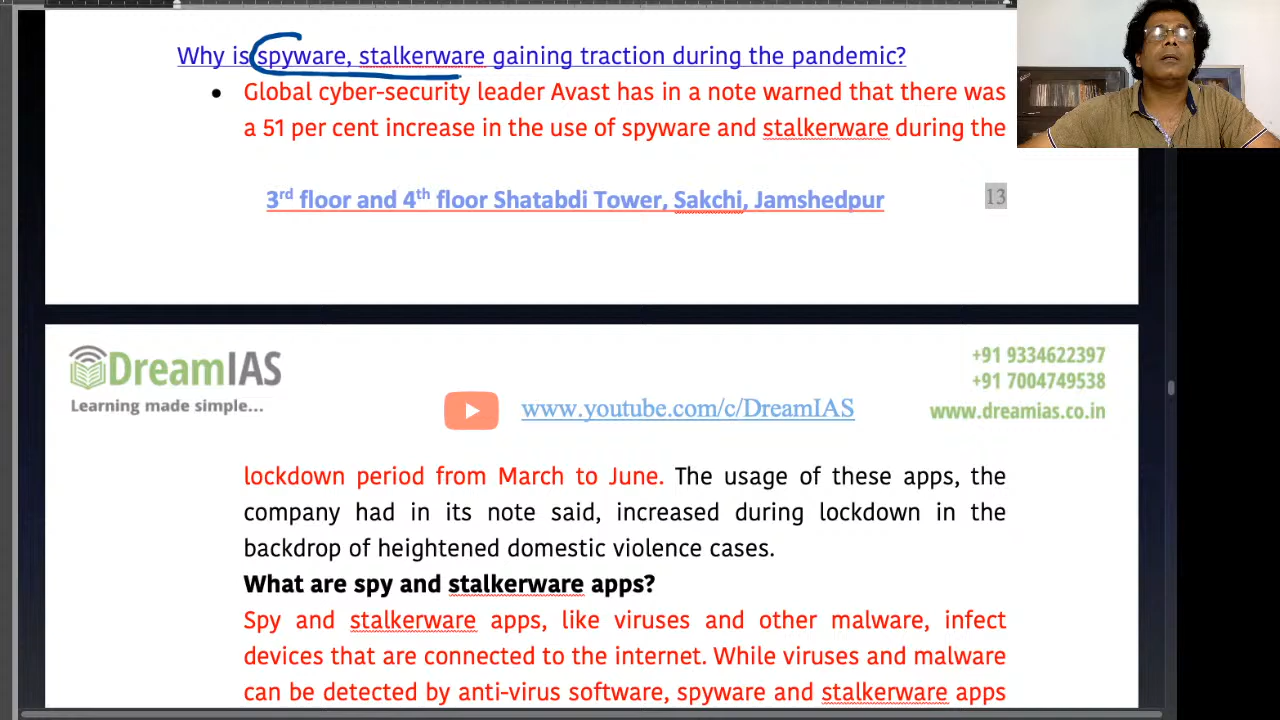 Why is spyware, stalkerware gaining traction during the pandemic?
• Global cyber-security leader Avast has in a note warned that there was
a 51 per cent increase in the use of spyware and stalkerware during the
3rd floor and 4th floor Shatabdi Tower, Sakchi, Jamshedpur
13
DreamIAS
Learning made simple...
www.youtube.com/c/DreamIAS
+91 9334622397
+91 7004749538
www.dreamias.co.in
lockdown period from March to June. The usage of these apps, the
company had in its note said, increased during lockdown in the
backdrop of heightened domestic violence cases.
What are spy and stalkerware apps?
Spy and stalkerware apps, like viruses and other malware, infect
devices that are connected to the internet. While viruses and malware
can be detected by anti-virus software, spyware and stalkerware apps